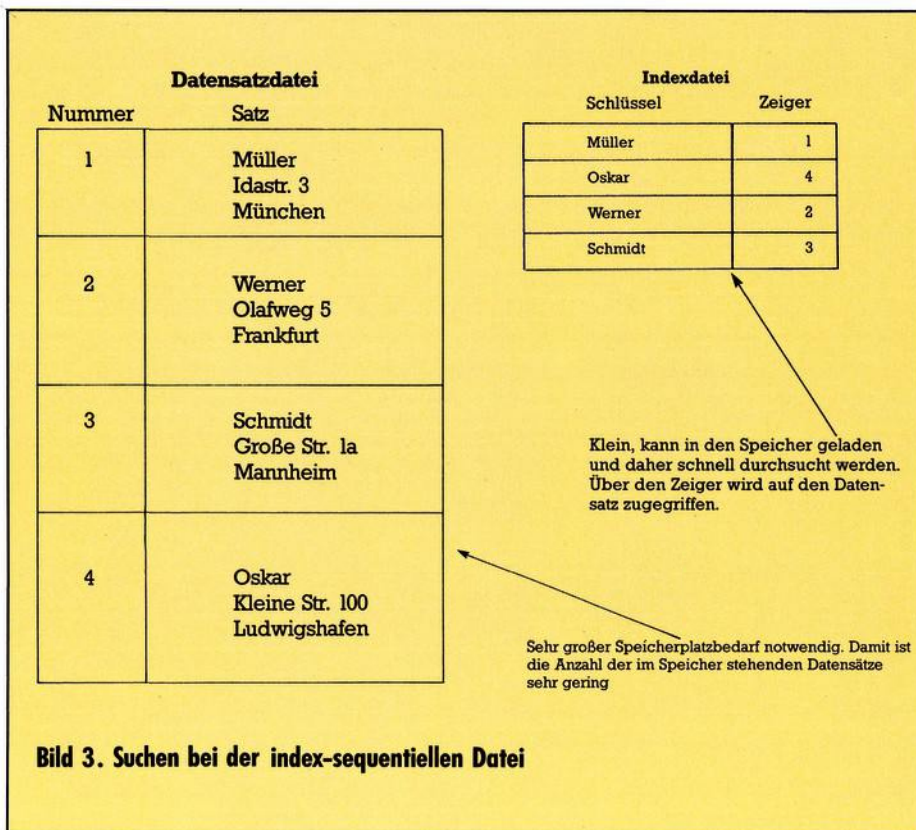 Datensatzdatei
Nummer Satz
1 Müller
Idastr. 3
München
2 Werner
Olafweg 5
Frankfurt
3 Schmidt
Große Str. 1a
Mannheim
4 Oskar
Kleine Str. 100
Ludwigshafen
Indexdatei
Schlüssel Zeiger
Müller 1
Oskar 4
Werner 2
Schmidt 3
Klein, kann in den Speicher geladen
und daher schnell durchsucht werden.
Über den Zeiger wird auf den Daten-
satz zugegriffen.
Sehr großer Speicherplatzbedarf notwendig. Damit ist
die Anzahl der im Speicher stehenden Datensätze
sehr gering
Bild 3. Suchen bei der index-sequentiellen Datei